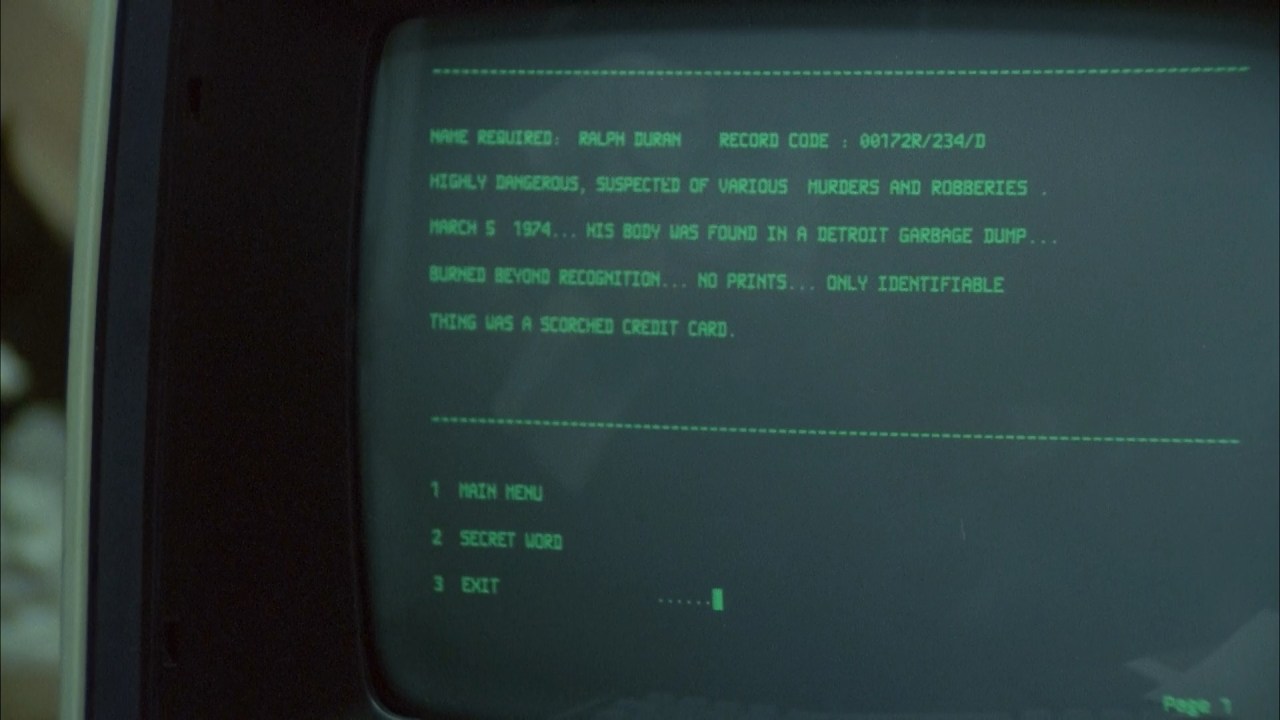 NAME REQUIRED: RALPH DURAN RECORD CODE : 00172R/234/D
HIGHLY DANGEROUS, SUSPECTED OF VARIOUS MURDERS AND ROBBERIES .
MARCH 5 1974... HIS BODY WAS FOUND IN A DETROIT GARBAGE DUMP...
BURNED BEYOND RECOGNITION... NO PRINTS... ONLY IDENTIFIABLE
THING WAS A SCORCHED CREDIT CARD.
1 MAIN MENU
2 SECRET WORD
3 EXIT ......
Page 1